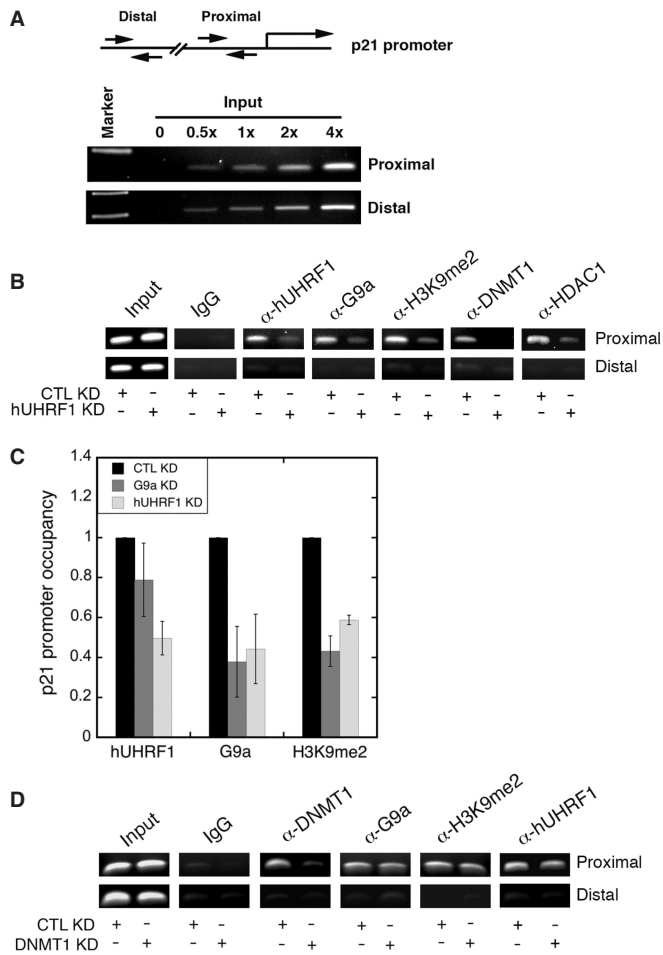 A
Distal Proximal
p21 promoter
Marker
Input
0 0.5x 1x 2x 4x
Proximal
Distal
B
Input IgG α-hUHRF1 α-G9a α-H3K9me2 α-DNMT1 α-HDAC1
Proximal
Distal
CTL KD + - + - + - + - + - + - + -
hUHRF1 KD - + - + - + - + - + - + - +
C
1.4
1.2
1
0.8
0.6
0.4
0.2
0
p21 promoter occupancy
CTL KD
G9a KD
hUHRF1 KD
hUHRF1 G9a H3K9me2
D
Input IgG α-DNMT1 α-G9a α-H3K9me2 α-hUHRF1
Proximal
Distal
CTL KD + - + - + - + - + - + -
DNMT1 KD - + - + - + - + - + - +